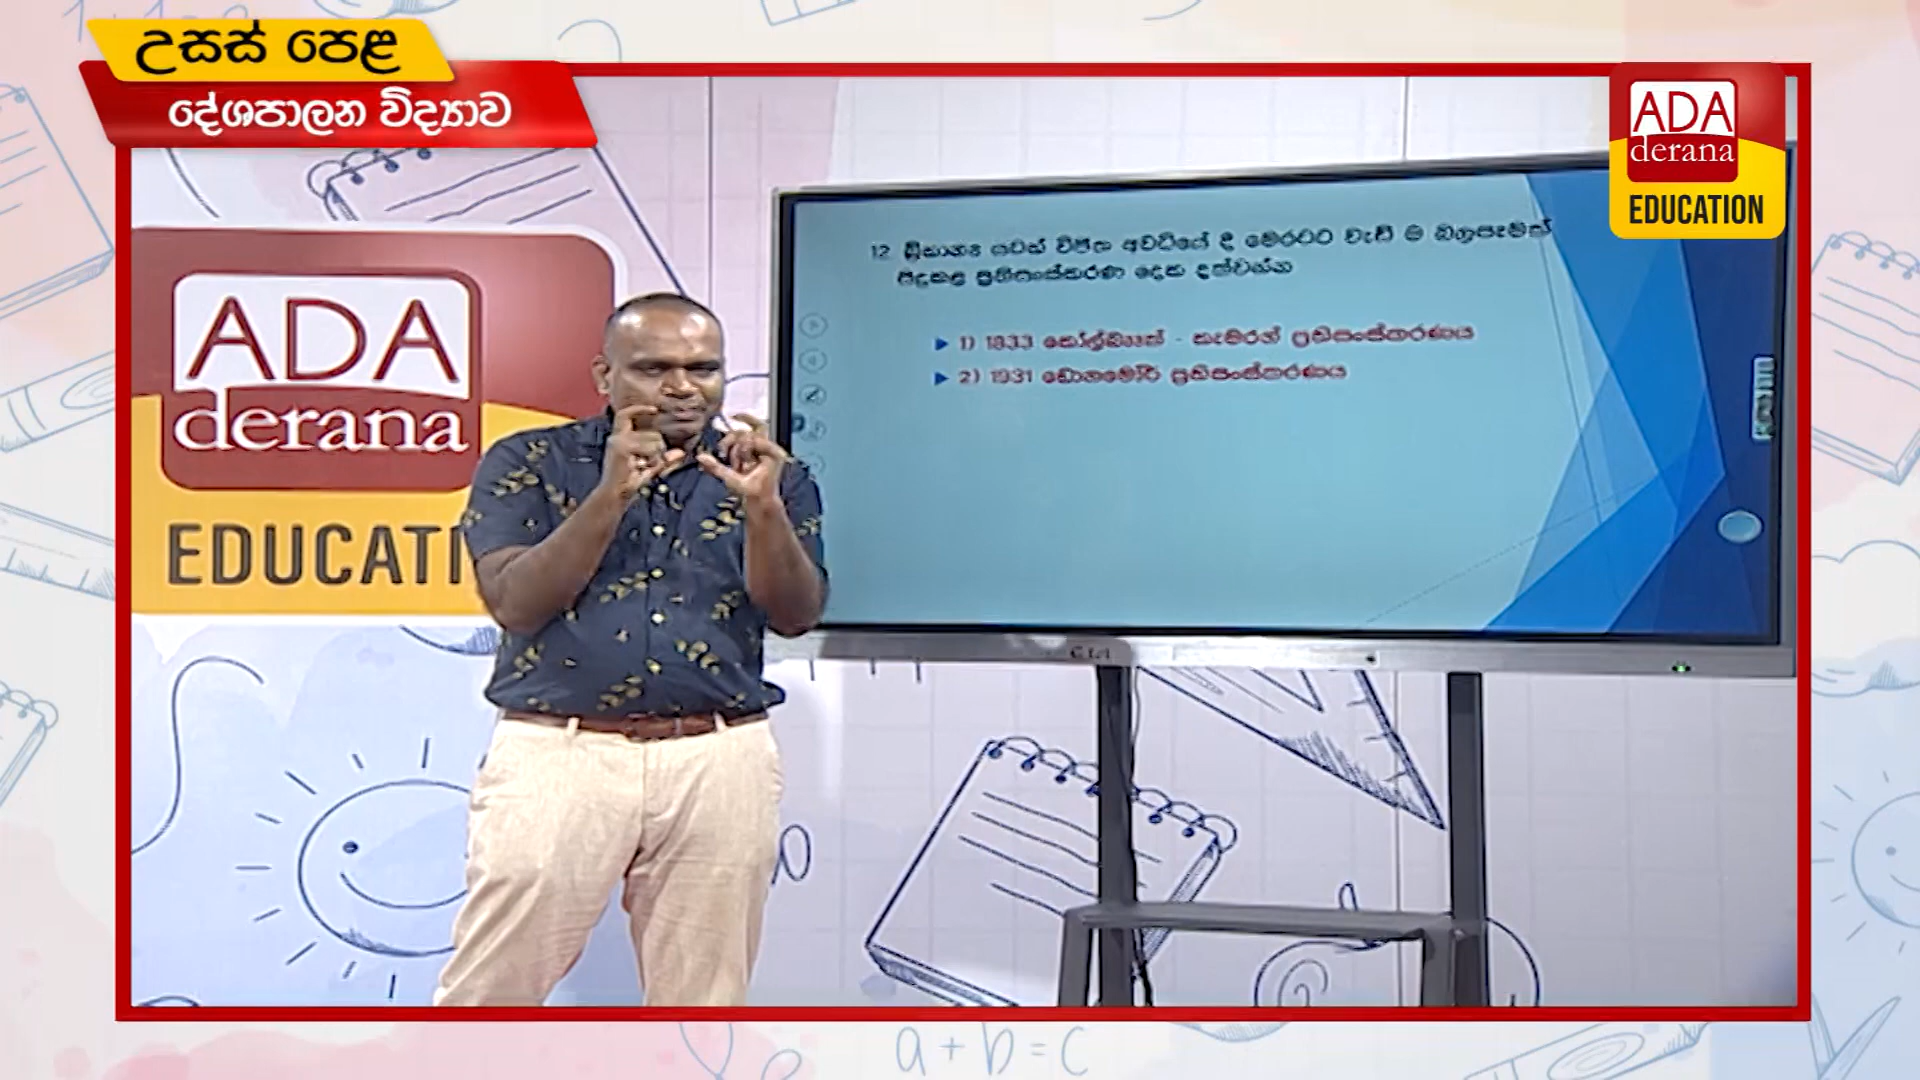 උසස් පෙළ
දේශපාලන විද්‍යාව
ADA
derana
EDUCATION
ADA
derana
EDUCATI
12 බ්‍රිතාන්‍ය යටත් විජිත අවධියේ දී මෙරටට වැඩි ම බලපෑමක්
සිදුකළ ප්‍රතිසංස්කරණ දෙක දක්වන්න
1) 1833 කෝල්බෲක් - කැමරන් ප්‍රතිසංස්කරණය
2) 1931 ඩොනමෝර් ප්‍රතිසංස්කරණය
a + b = c